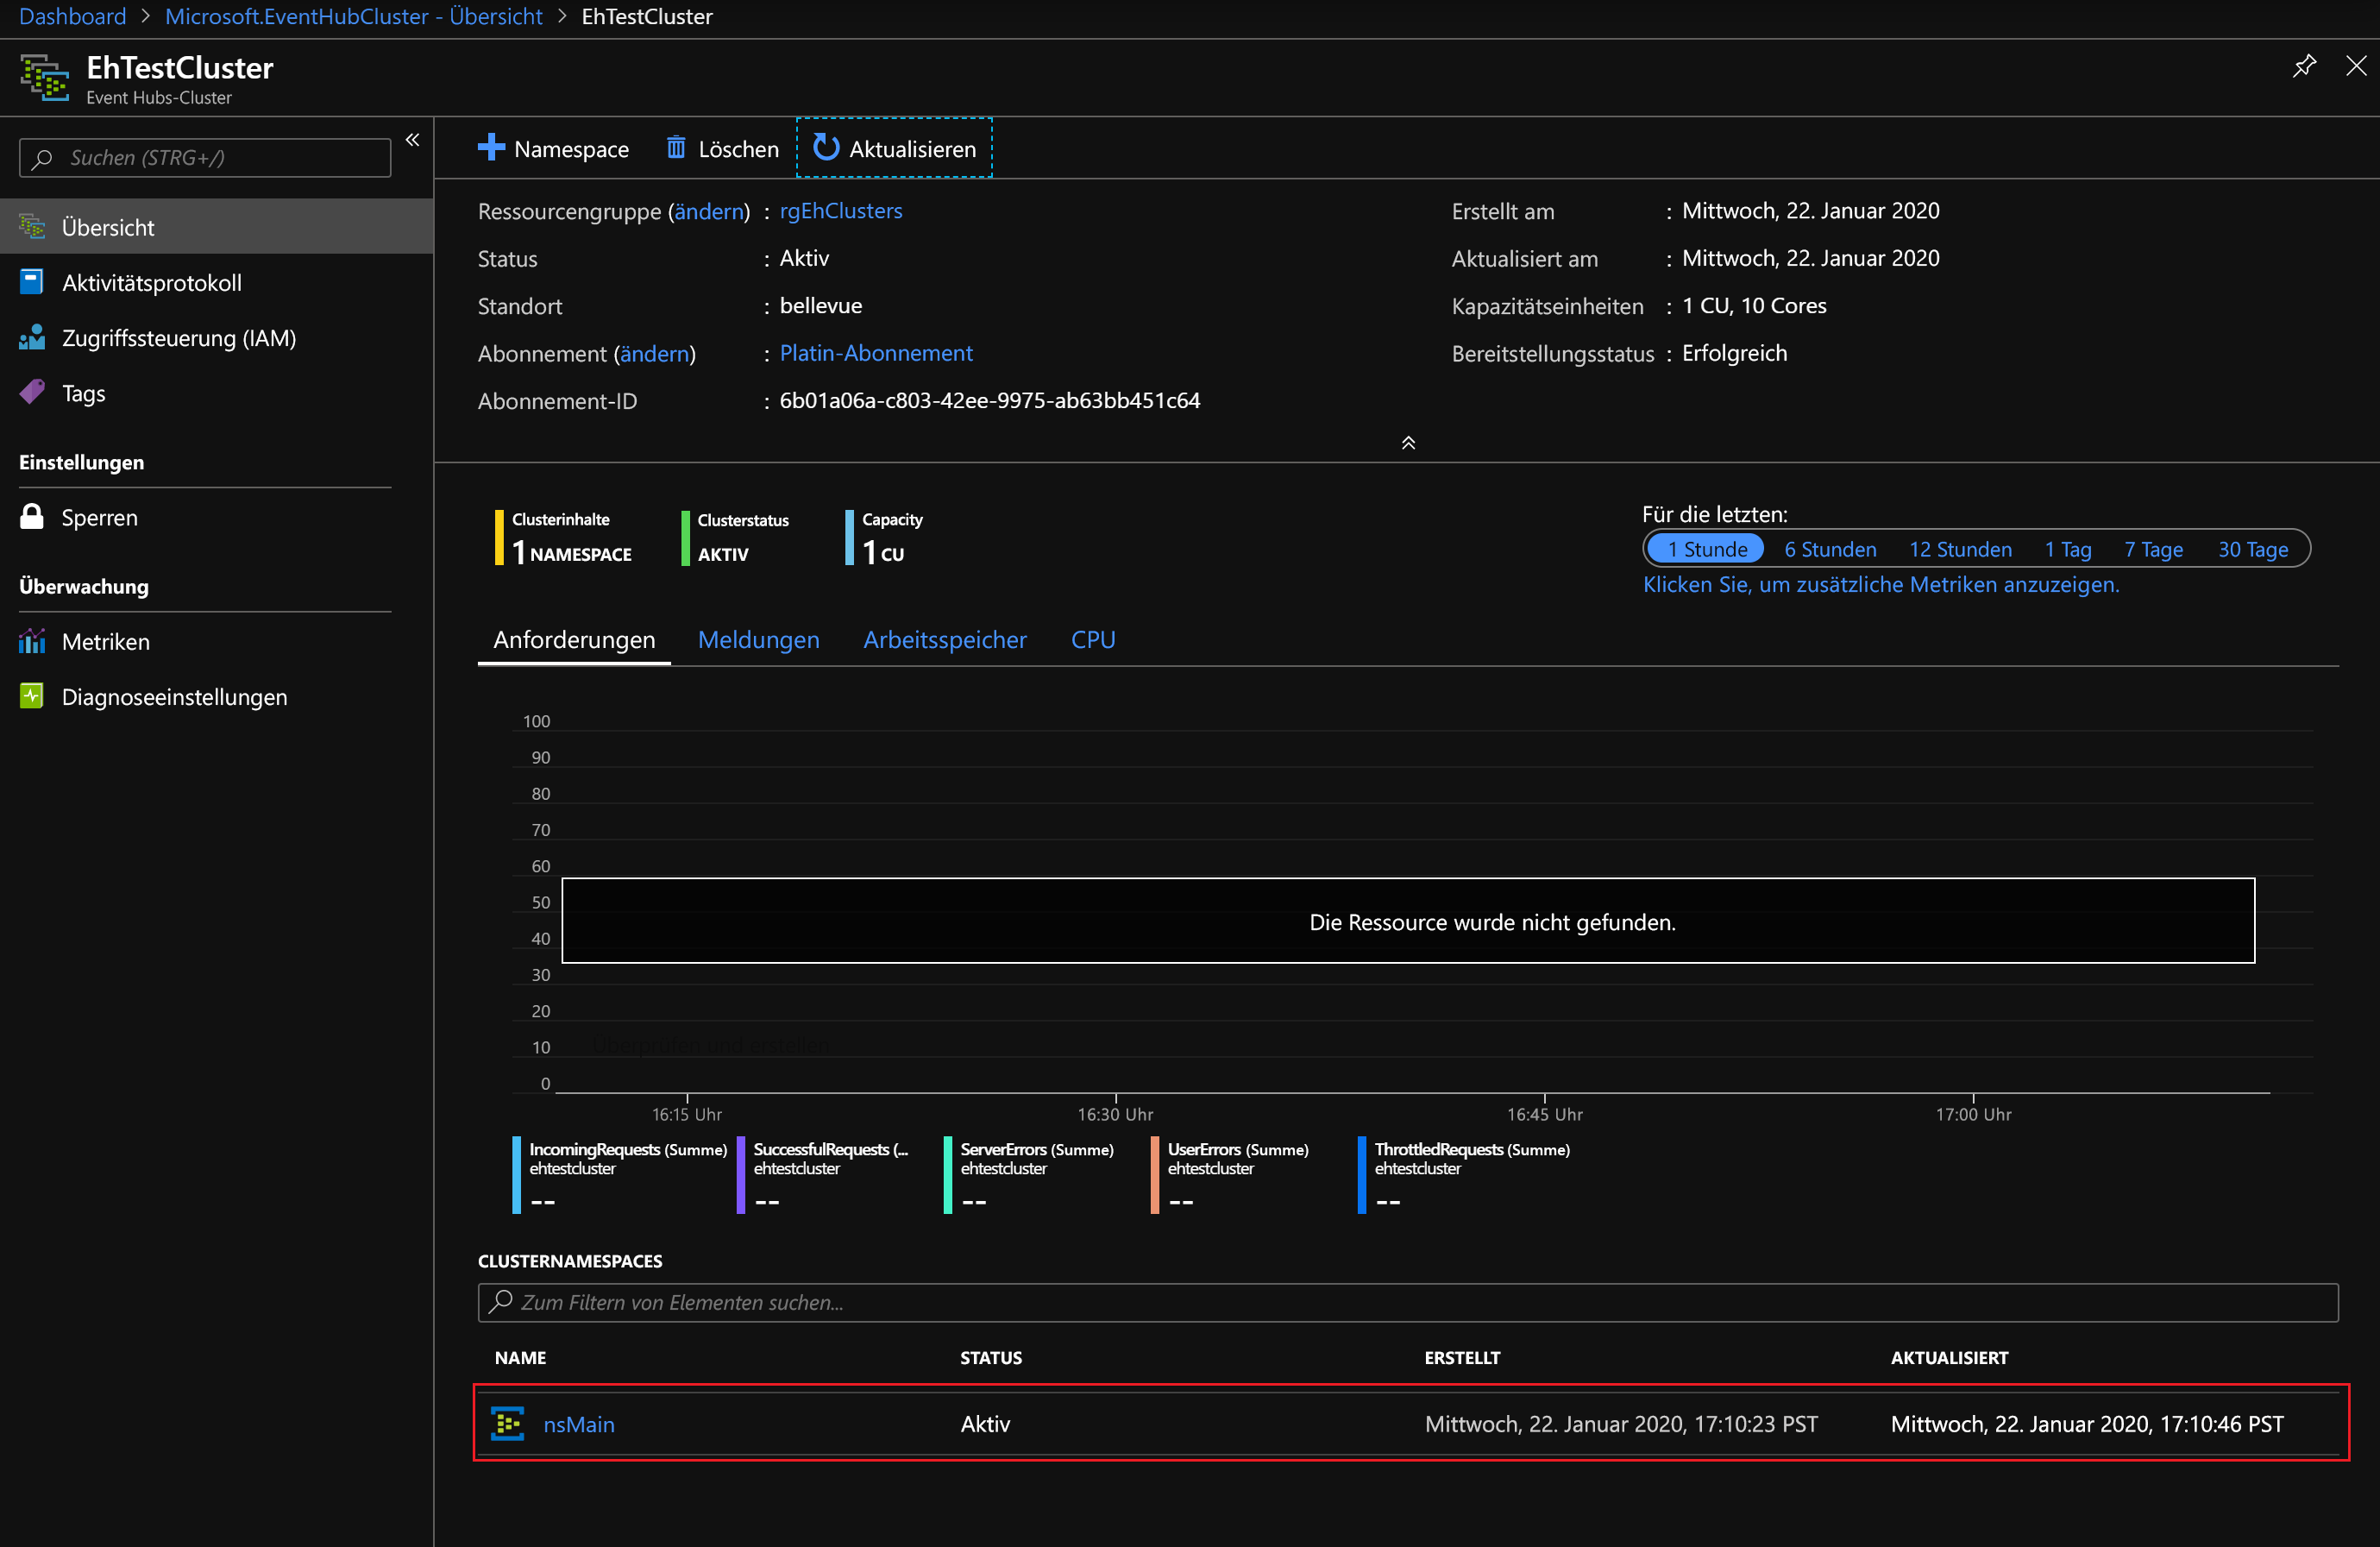 Dashboard > Microsoft.EventHubCluster - Übersicht > EhTestCluster
EhTestCluster
Event Hubs-Cluster
Suchen (STRG+/)
Übersicht
Aktivitätsprotokoll
Zugriffssteuerung (IAM)
Tags
Einstellungen
Sperren
Überwachung
Metriken
Diagnoseeinstellungen
Namespace Löschen Aktualisieren
Ressourcengruppe (ändern) : rgEhClusters
Status : Aktiv
Standort : bellevue
Abonnement (ändern) : Platin-Abonnement
Abonnement-ID : 6b01a06a-c803-42ee-9975-ab63bb451c64
Erstellt am : Mittwoch, 22. Januar 2020
Aktualisiert am : Mittwoch, 22. Januar 2020
Kapazitätseinheiten : 1 CU, 10 Cores
Bereitstellungsstatus : Erfolgreich
Clusterinhalte
1 NAMESPACE
Clusterstatus
AKTIV
Capacity
1 CU
Für die letzten:
1 Stunde 6 Stunden 12 Stunden 1 Tag 7 Tage 30 Tage
Klicken Sie, um zusätzliche Metriken anzuzeigen.
Anforderungen Meldungen Arbeitsspeicher CPU
100
90
80
70
60
50
40
30
20
10
0
Die Ressource wurde nicht gefunden.
Überprüfen und erstellen
16:15 Uhr 16:30 Uhr 16:45 Uhr 17:00 Uhr
IncomingRequests (Summe)
ehtestcluster
--
SuccessfulRequests (...
ehtestcluster
--
ServerErrors (Summe)
ehtestcluster
--
UserErrors (Summe)
ehtestcluster
--
ThrottledRequests (Summe)
ehtestcluster
--
CLUSTERNAMESPACES
Zum Filtern von Elementen suchen...
NAME STATUS ERSTELLT AKTUALISIERT
nsMain Aktiv Mittwoch, 22. Januar 2020, 17:10:23 PST Mittwoch, 22. Januar 2020, 17:10:46 PST